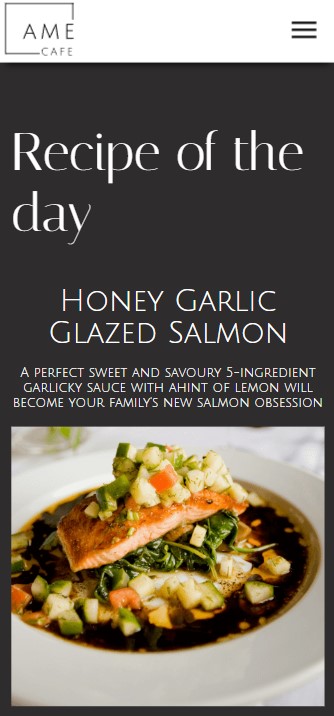 AME
CAFE
Recipe of the
day
Honey Garlic
Glazed Salmon
A perfect sweet and savoury 5-ingredient
garlicky sauce with ahint of lemon will
become your family's new salmon obsession